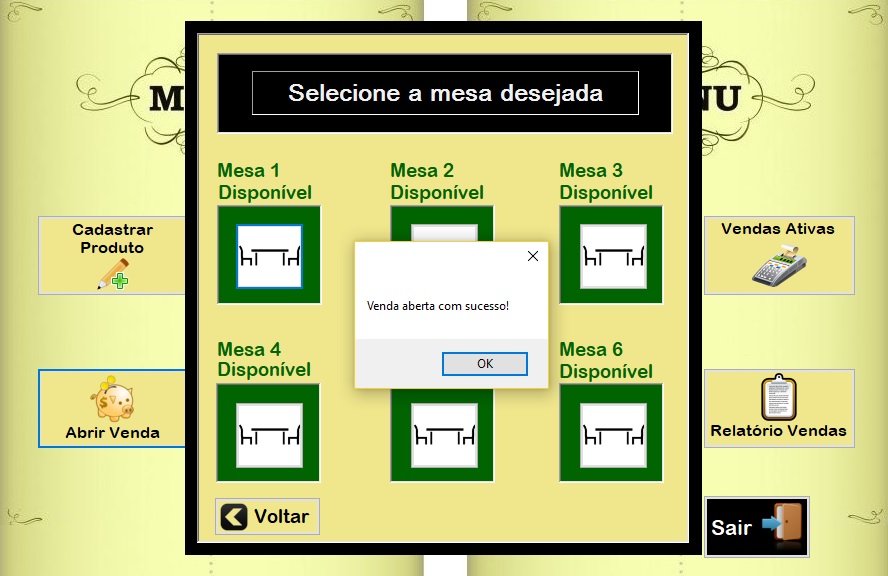 Selecione a mesa desejada
Mesa 1
Disponível
Mesa 2
Disponível
Mesa 3
Disponível
Cadastrar
Produto
Vendas Ativas
Venda aberta com sucesso!
OK
Mesa 4
Disponível
Mesa 6
Disponível
Abrir Venda
Relatório Vendas
Voltar
Sair